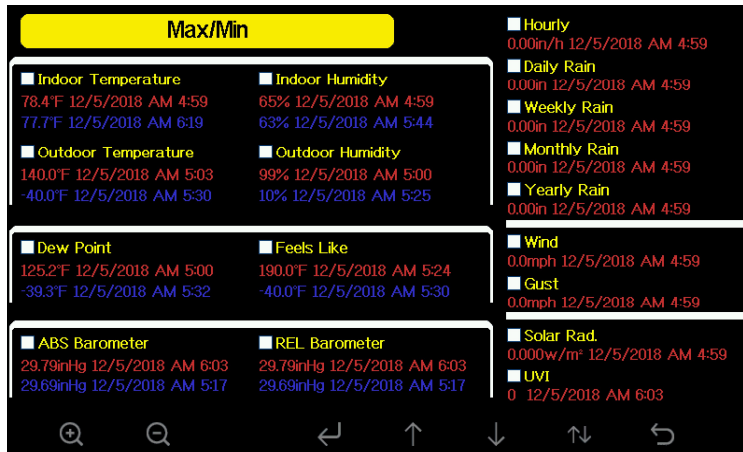 Max/Min
Indoor Temperature
78.4°F 12/5/2018 AM 4:59
77.7°F 12/5/2018 AM 6:19
Indoor Humidity
65% 12/5/2018 AM 4:59
63% 12/5/2018 AM 5:44
Outdoor Temperature
140.0°F 12/5/2018 AM 5:03
-40.0°F 12/5/2018 AM 5:30
Outdoor Humidity
99% 12/5/2018 AM 5:00
10% 12/5/2018 AM 5:25
Dew Point
125.2°F 12/5/2018 AM 5:00
-39.3°F 12/5/2018 AM 5:32
Feels Like
190.0°F 12/5/2018 AM 5:24
-40.0°F 12/5/2018 AM 5:30
ABS Barometer
29.79inHg 12/5/2018 AM 6:03
29.69inHg 12/5/2018 AM 5:17
REL Barometer
29.79inHg 12/5/2018 AM 6:03
29.69inHg 12/5/2018 AM 5:17
Hourly
0.00in/h 12/5/2018 AM 4:59
Daily Rain
0.00in 12/5/2018 AM 4:59
Weekly Rain
0.00in 12/5/2018 AM 4:59
Monthly Rain
0.00in 12/5/2018 AM 4:59
Yearly Rain
0.00in 12/5/2018 AM 4:59
Wind
0.0mph 12/5/2018 AM 4:59
Gust
0.0mph 12/5/2018 AM 4:59
Solar Rad.
0.000w/m² 12/5/2018 AM 4:59
UVI
0 12/5/2018 AM 6:03